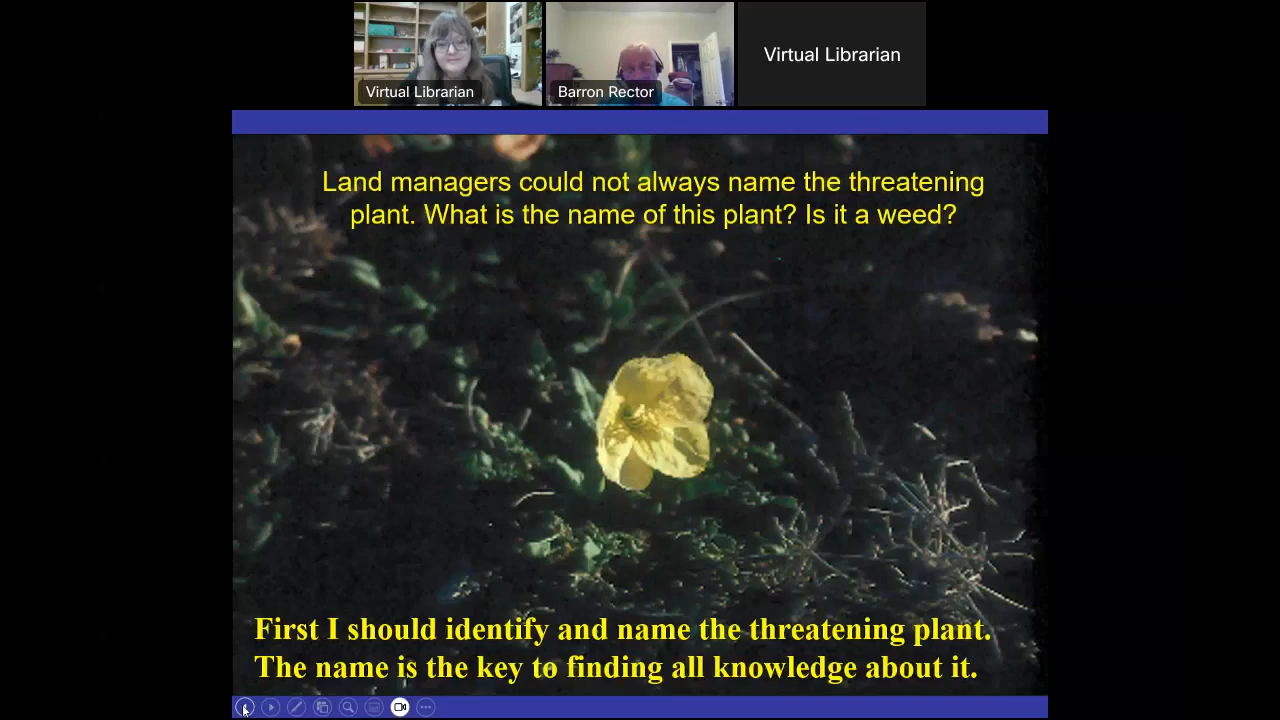 Virtual Librarian
Virtual Librarian
Barron Rector
Land managers could not always name the threatening
plant. What is the name of this plant? Is it a weed?
First I should identify and name the threatening plant.
The name is the key to finding all knowledge about it.